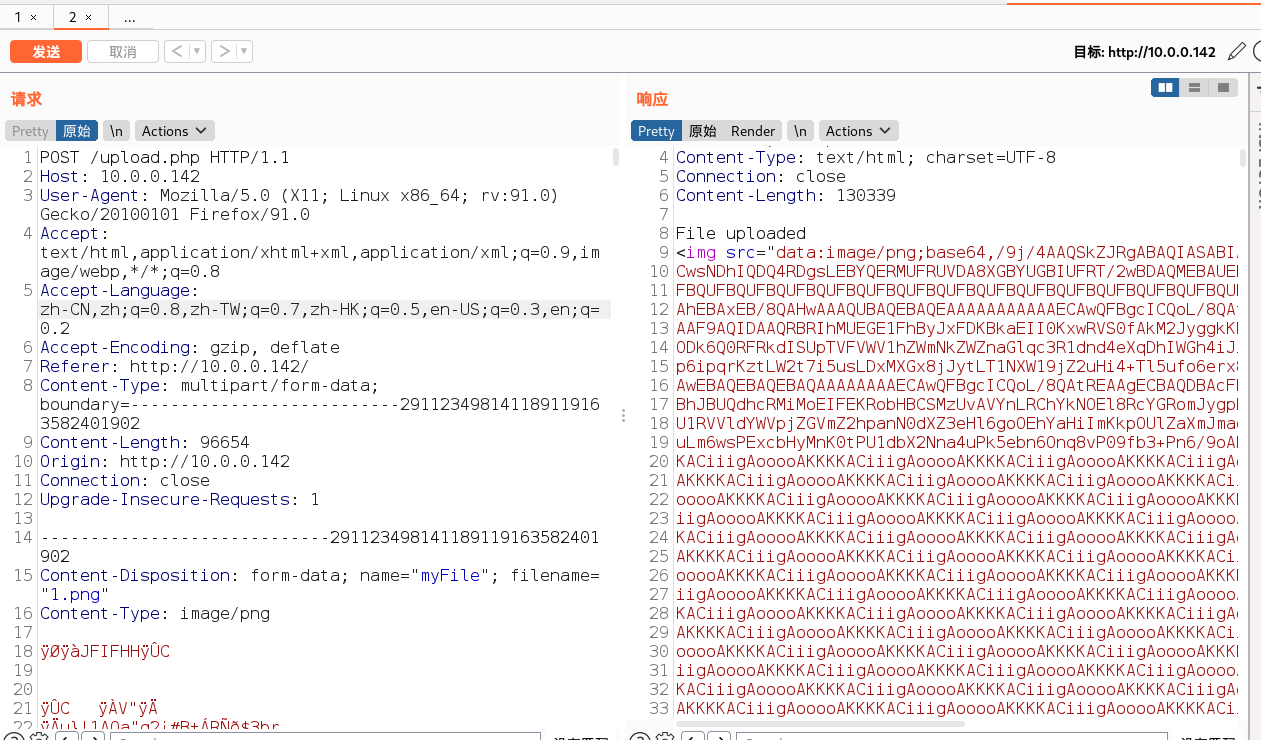 1 × 2 × ...
发送 取消 < > 目标: http://10.0.0.142
请求
Pretty 原始 \n Actions
1 POST /upload.php HTTP/1.1
2 Host: 10.0.0.142
3 User-Agent: Mozilla/5.0 (X11; Linux x86_64; rv:91.0)
Gecko/20100101 Firefox/91.0
4 Accept:
text/html,application/xhtml+xml,application/xml;q=0.9,im
age/webp,*/*;q=0.8
5 Accept-Language:
zh-CN,zh;q=0.8,zh-TW;q=0.7,zh-HK;q=0.5,en-US;q=0.3,en;q=
0.2
6 Accept-Encoding: gzip, deflate
7 Referer: http://10.0.0.142/
8 Content-Type: multipart/form-data;
boundary=---------------------------29112349814118911916
3582401902
9 Content-Length: 96654
10 Origin: http://10.0.0.142
11 Connection: close
12 Upgrade-Insecure-Requests: 1
13
14 -----------------------------291123498141189119163582401
902
15 Content-Disposition: form-data; name="myFile"; filename=
"1.png"
16 Content-Type: image/png
17
18 ÿØÿàJFIFHHÿÛC
19
20
21 ÿÛC ÿÀV"ÿÄ
22
响应
Pretty 原始 Render \n Actions
4 Content-Type: text/html; charset=UTF-8
5 Connection: close
6 Content-Length: 130339
7
8 File uploaded
9 <img src="data:image/png;base64,/9j/4AAQSkZJRgABAQIASABI
10 CwsNDhIQDQ4RDgsLEBYQERMUFRUVDA8XGBYUGBIUFRT/2wBDAQMEBAUE
11 FBQUFBQUFBQUFBQUFBQUFBQUFBQUFBQUFBQUFBQUFBQUFBQUFBQUFBQU
12 AhEBAxEB/8QAHwAAAQUBAQEBAQEAAAAAAAAAAAECAwQFBgcICQoL/8QA
13 AAF9AQIDAAQRBRIhMUEGE1FhByJxFDKBkaEII0KxwRVS0fAkM2JyggkK
14 ODk6Q0RFRkdISUpTVFVWV1hZWmNkZWZnaGlqc3R1dnd4eXqDhIWGh4iJ
15 p6ipqrKztLW2t7i5usLDxMXGx8jJytLT1NXW19jZ2uHi4+Tl5ufo6erx8
16 AwEBAQEBAQEBAQAAAAAAAAECAwQFBgcICQoL/8QAtREAAgECBAQDBAcF
17 BhJBUQdhcRMiMoEIFEKRobHBCSMzUvAVYnLRChYkNOEl8RcYGRomJygp
18 U1RVVldYWVpjZGVmZ2hpanN0dXZ3eHl6goOEhYaHiImKkpOUlZaXmJma
19 uLm6wsPExcbHyMnK0tPU1dbX2Nna4uPk5ebn6Onq8vP09fb3+Pn6/9oA
20 KACiiigAooooAKKKKACiiigAooooAKKKKACiiigAooooAKKKKACiiigA
21 AKKKKACiiigAooooAKKKKACiiigAooooAKKKKACiiigAooooAKKKKACi
22 ooooAKKKKACiiigAooooAKKKKACiiigAooooAKKKKACiiigAooooAKKK
23 iigAooooAKKKKACiiigAooooAKKKKACiiigAooooAKKKKACiiigAoooo
24 KACiiigAooooAKKKKACiiigAooooAKKKKACiiigAooooAKKKKACiiigA
25 AKKKKACiiigAooooAKKKKACiiigAooooAKKKKACiiigAooooAKKKKACi
26 ooooAKKKKACiiigAooooAKKKKACiiigAooooAKKKKACiiigAooooAKKK
27 iigAooooAKKKKACiiigAooooAKKKKACiiigAooooAKKKKACiiigAoooo
28 KACiiigAooooAKKKKACiiigAooooAKKKKACiiigAooooAKKKKACiiigA
29 AKKKKACiiigAooooAKKKKACiiigAooooAKKKKACiiigAooooAKKKKACi
30 ooooAKKKKACiiigAooooAKKKKACiiigAooooAKKKKACiiigAooooAKKK
31 iigAooooAKKKKACiiigAooooAKKKKACiiigAooooAKKKKACiiigAoooo
32 KACiiigAooooAKKKKACiiigAooooAKKKKACiiigAooooAKKKKACiiigA
33 AKKKKACiiigAooooAKKKKACiiigAooooAKKKKACiiigAooooAKKKKACi